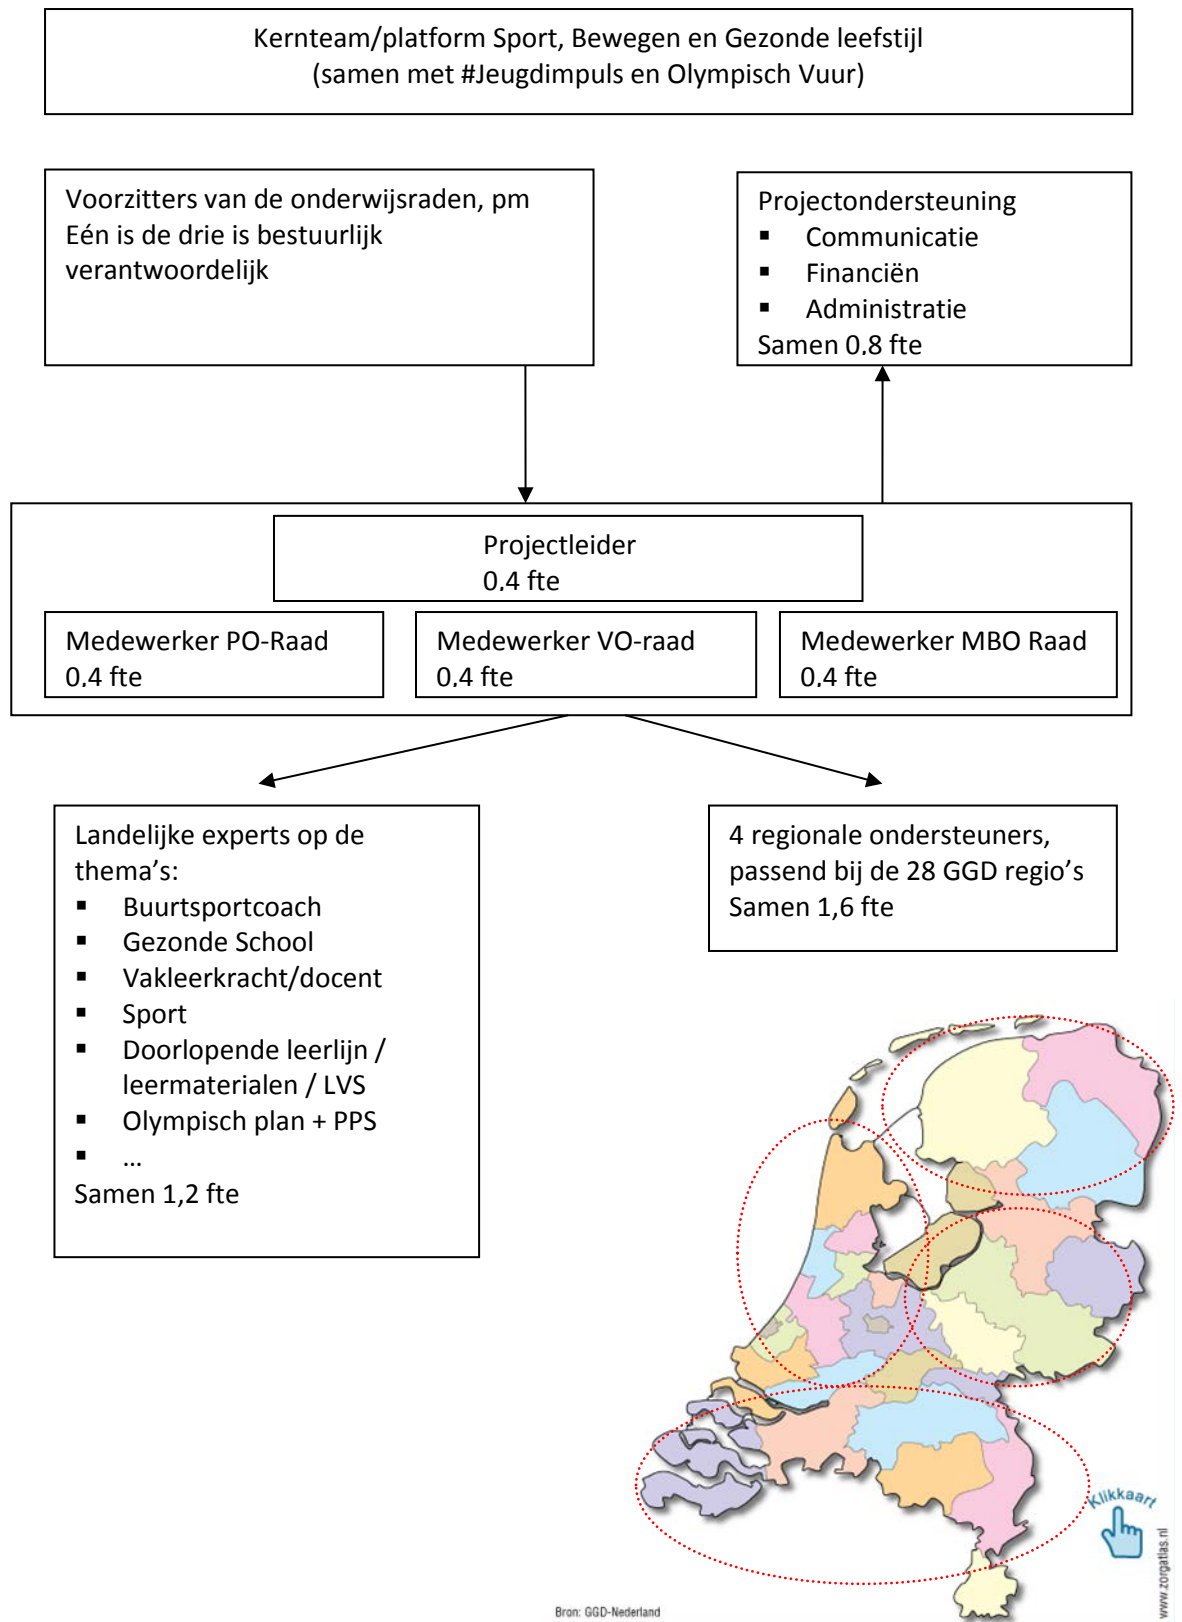 Kernteam/platform Sport, Bewegen en Gezonde leefstijl
(samen met #Jeugdimpuls en Olympisch Vuur)
Voorzitters van de onderwijsraden, pm
Eén is de drie is bestuurlijk
verantwoordelijk
Projectondersteuning
▪ Communicatie
▪ Financiën
▪ Administratie
Samen 0,8 fte
Projectleider
0,4 fte
Medewerker PO-Raad
0,4 fte
Medewerker VO-raad
0,4 fte
Medewerker MBO Raad
0,4 fte
Landelijke experts op de
thema’s:
▪ Buurtsportcoach
▪ Gezonde School
▪ Vakleerkracht/docent
▪ Sport
▪ Doorlopende leerlijn /
leermaterialen / LVS
▪ Olympisch plan + PPS
▪ …
Samen 1,2 fte
4 regionale ondersteuners,
passend bij de 28 GGD regio’s
Samen 1,6 fte
Klikkaart
www.zorgatlas.nl
Bron: GGD-Nederland